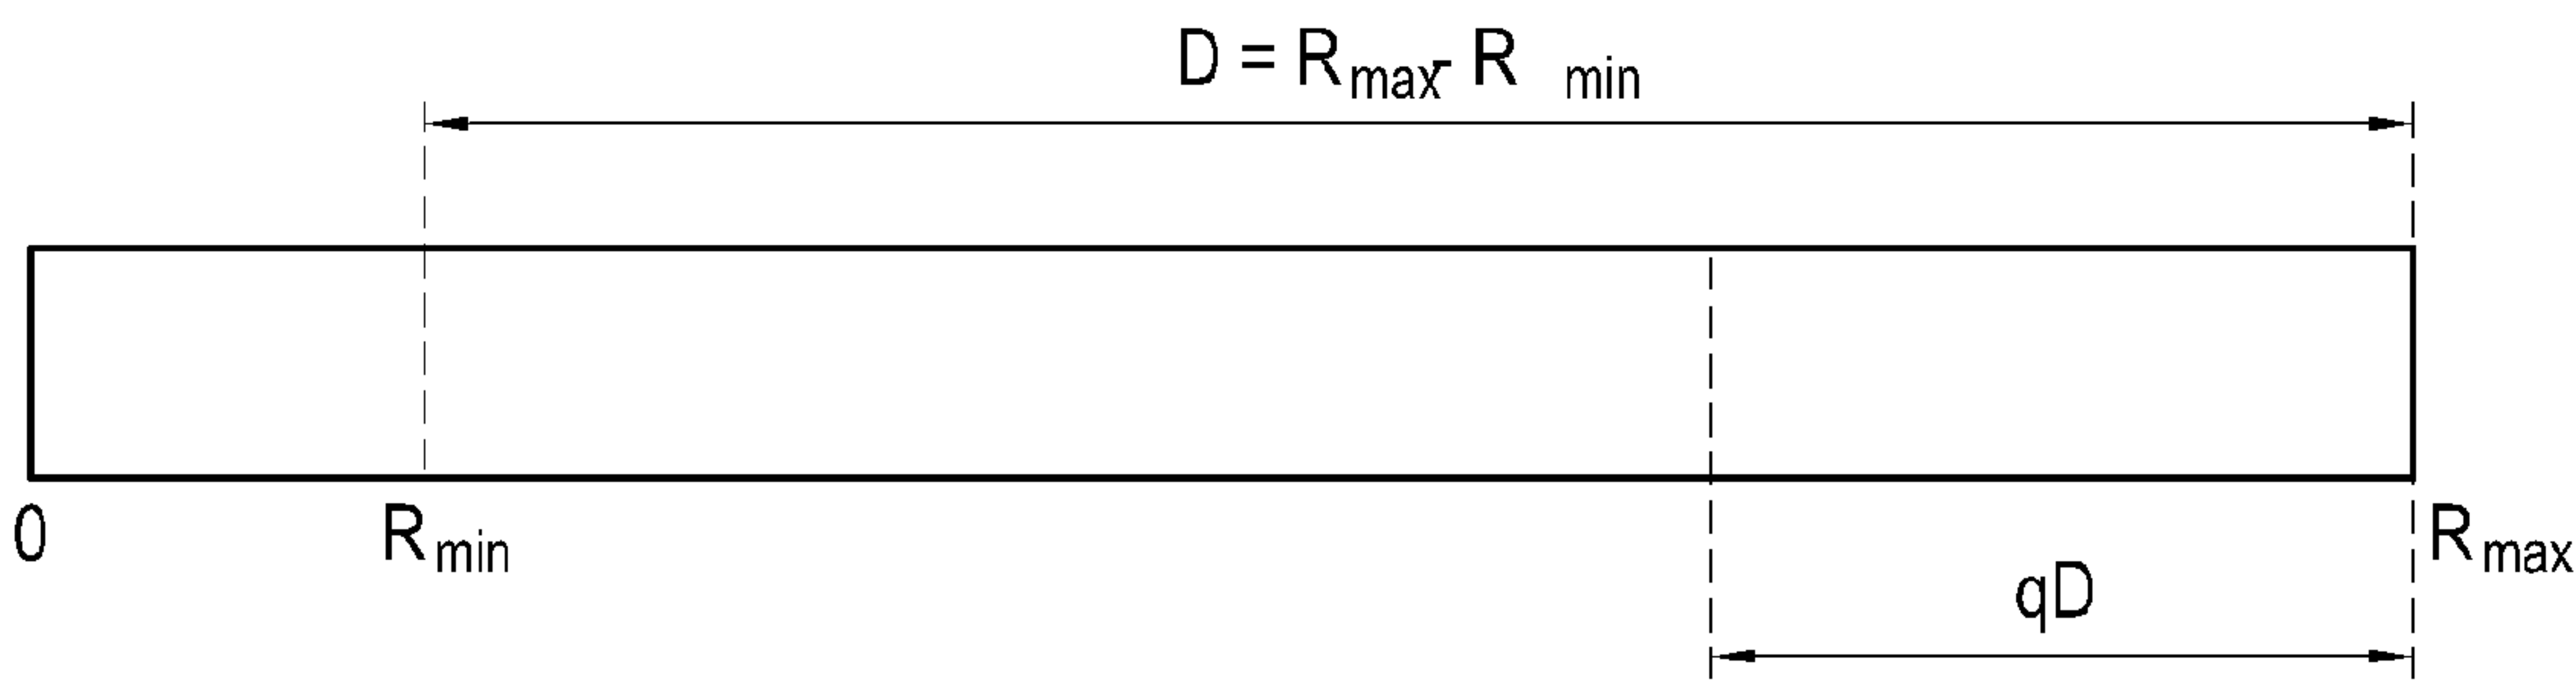 D = Rmax- R min
0
Rmin
Rmax
qD